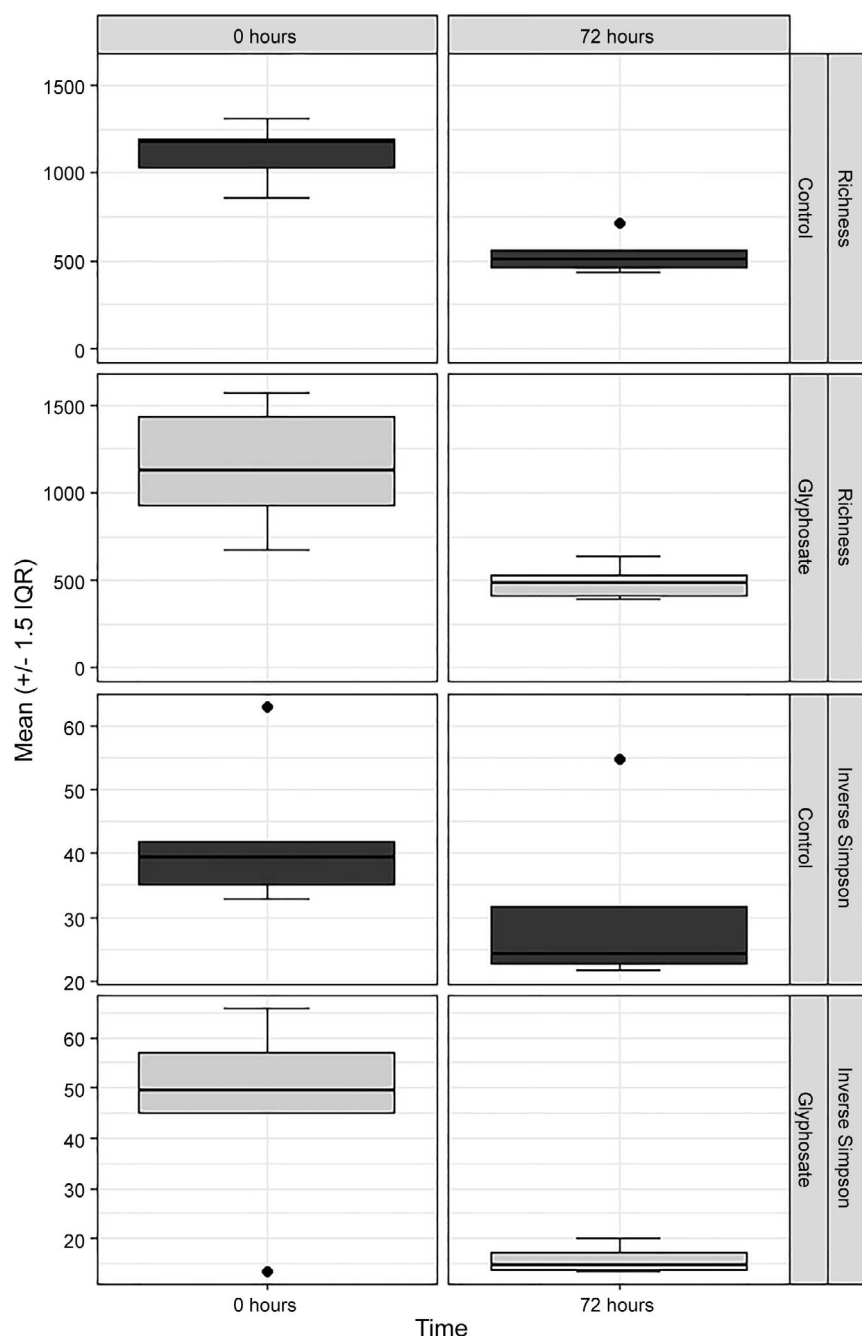 0 hours
72 hours
1500
1000
500
0
Control
Richness
1500
1000
500
0
Glyphosate
Richness
Mean (+/- 1.5 IQR)
60
50
40
30
20
Control
Inverse Simpson
60
50
40
30
20
Glyphosate
Inverse Simpson
0 hours
72 hours
Time